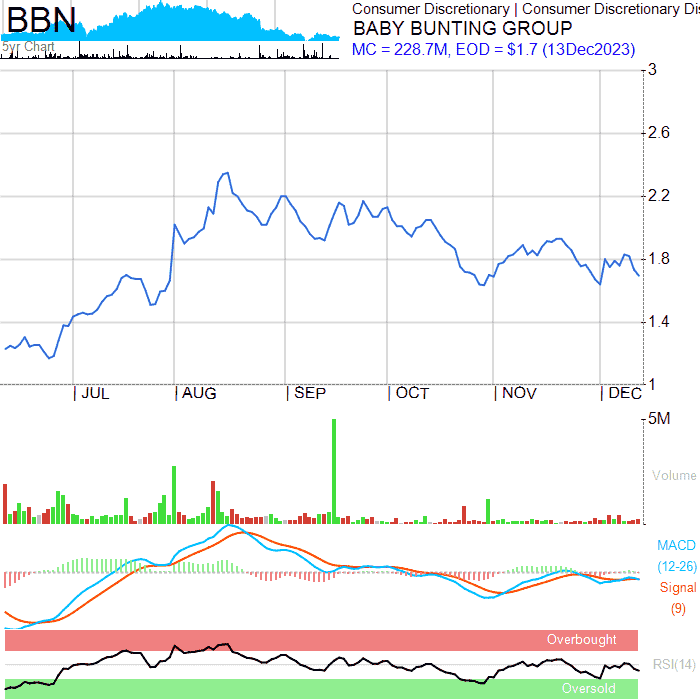 BBN
5yr Chart
Consumer Discretionary | Consumer Discretionary Dis
BABY BUNTING GROUP
MC = 228.7M, EOD = $1.7 (13Dec2023)
3
2.6
2.2
1.8
1.4
1
| JUL | AUG | SEP | OCT | NOV | DEC
5M
Volume
MACD
(12-26)
Signal
(9)
Overbought
RSI(14)
Oversold